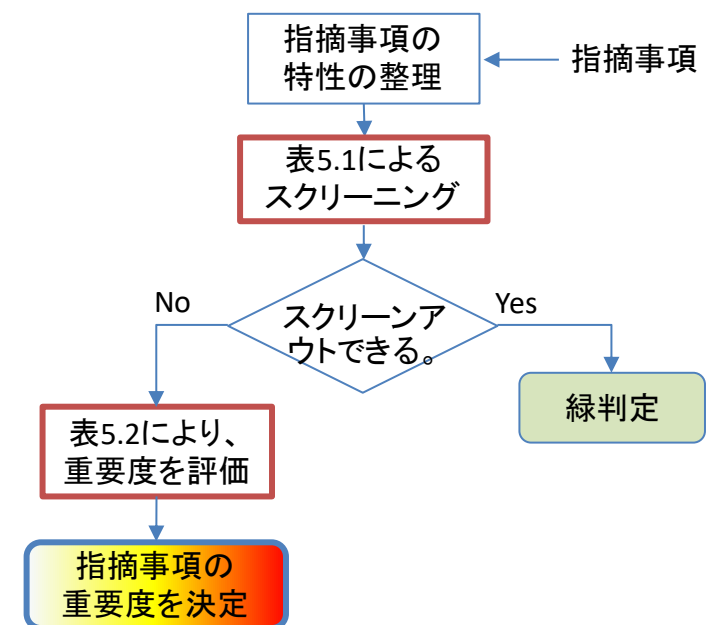 指摘事項の
特性の整理
指摘事項
表5.1による
スクリーニング
No
スクリーンア
ウトできる。
Yes
緑判定
表5.2により、
重要度を評価
指摘事項の
重要度を決定